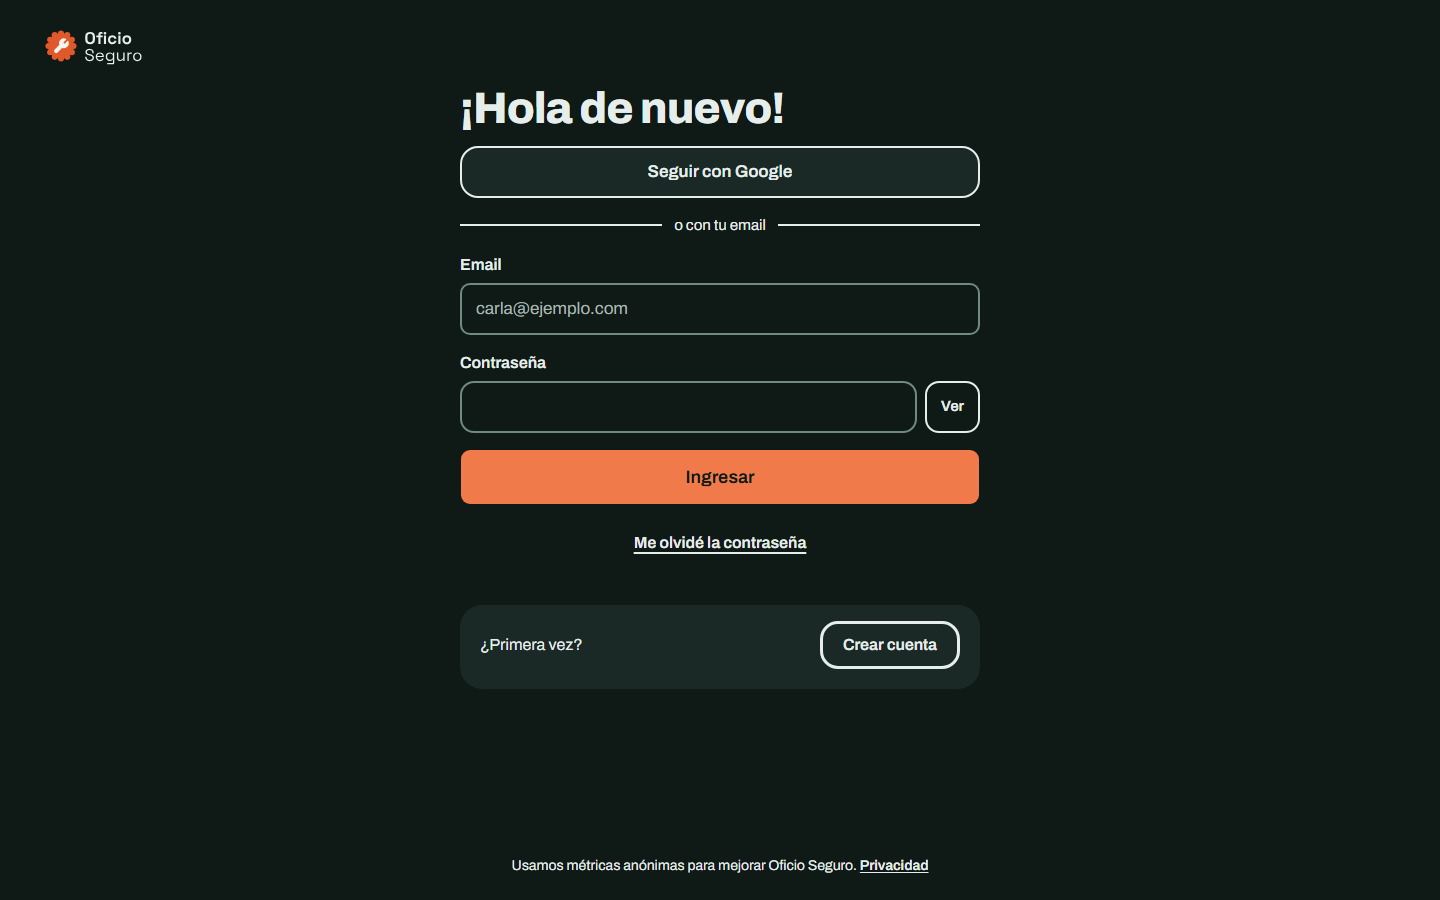 Oficio
Seguro
¡Hola de nuevo!
Seguir con Google
o con tu email
Email
carla@ejemplo.com
Contraseña
Ver
Ingresar
Me olvidé la contraseña
¿Primera vez?
Crear cuenta
Usamos métricas anónimas para mejorar Oficio Seguro. Privacidad